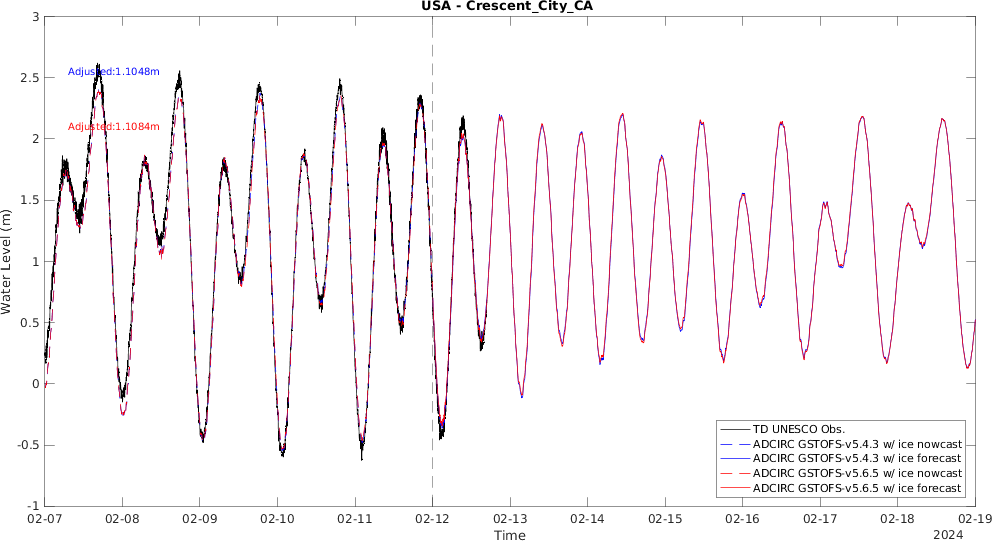 USA - Crescent_City_CA
3
2.5
2
1.5
1
0.5
0
-0.5
-1
Water Level (m)
Adjusted:1.1048m
Adjusted:1.1084m
TD UNESCO Obs.
ADCIRC GSTOFS-v5.4.3 w/ ice nowcast
ADCIRC GSTOFS-v5.4.3 w/ ice forecast
ADCIRC GSTOFS-v5.6.5 w/ ice nowcast
ADCIRC GSTOFS-v5.6.5 w/ ice forecast
02-07 02-08 02-09 02-10 02-11 02-12 02-13 02-14 02-15 02-16 02-17 02-18 02-19
Time
2024